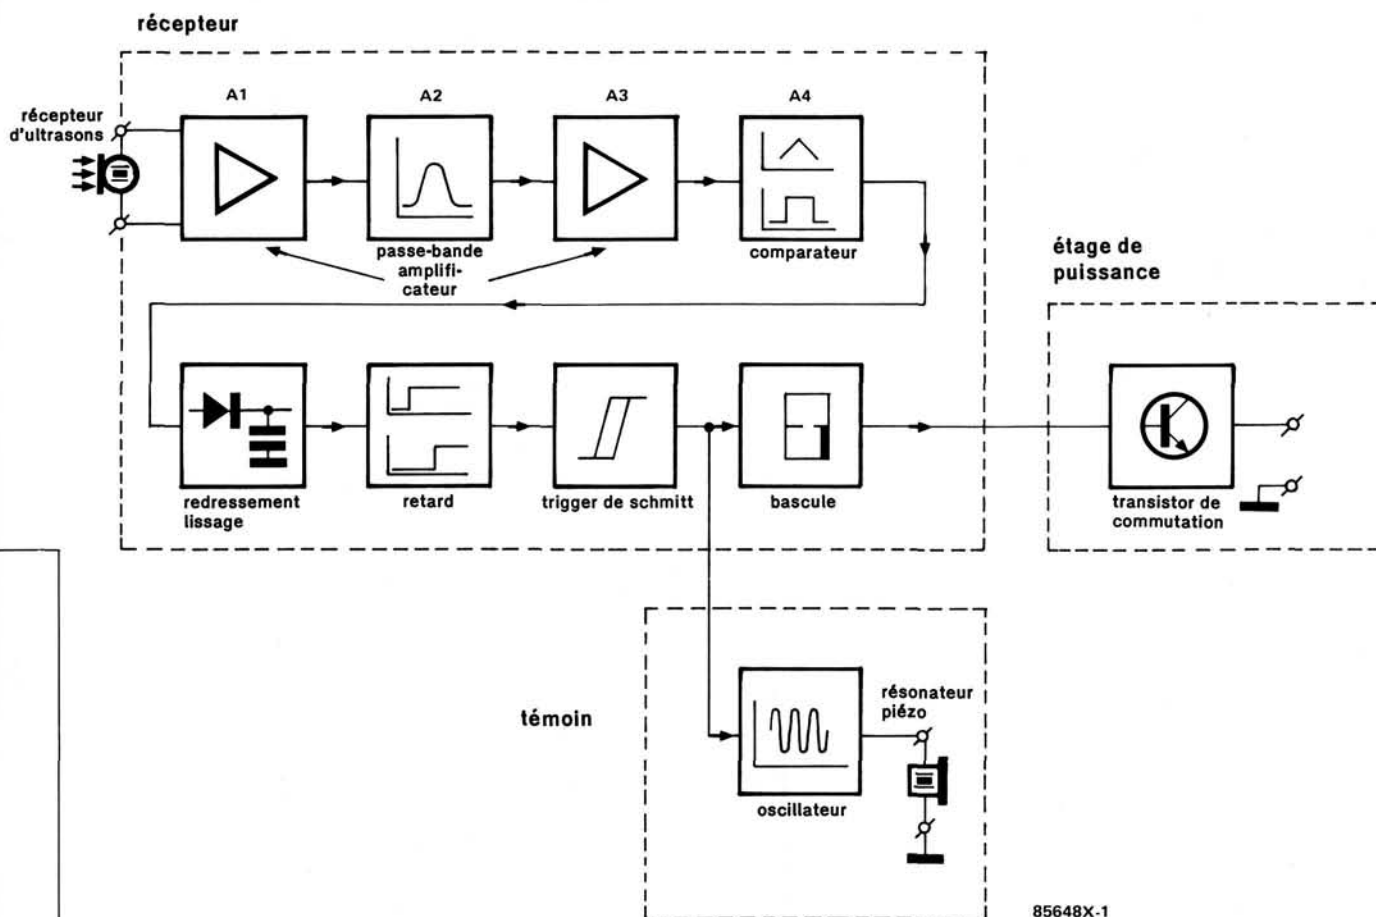 récepteur
récepteur
d'ultrasons
A1
A2
A3
A4
passe-bande
amplifi-
cateur
comparateur
étage de
puissance
redressement
lissage
retard
trigger de schmitt
bascule
transistor de
commutation
témoin
résonateur
piézo
oscillateur
85648X-1